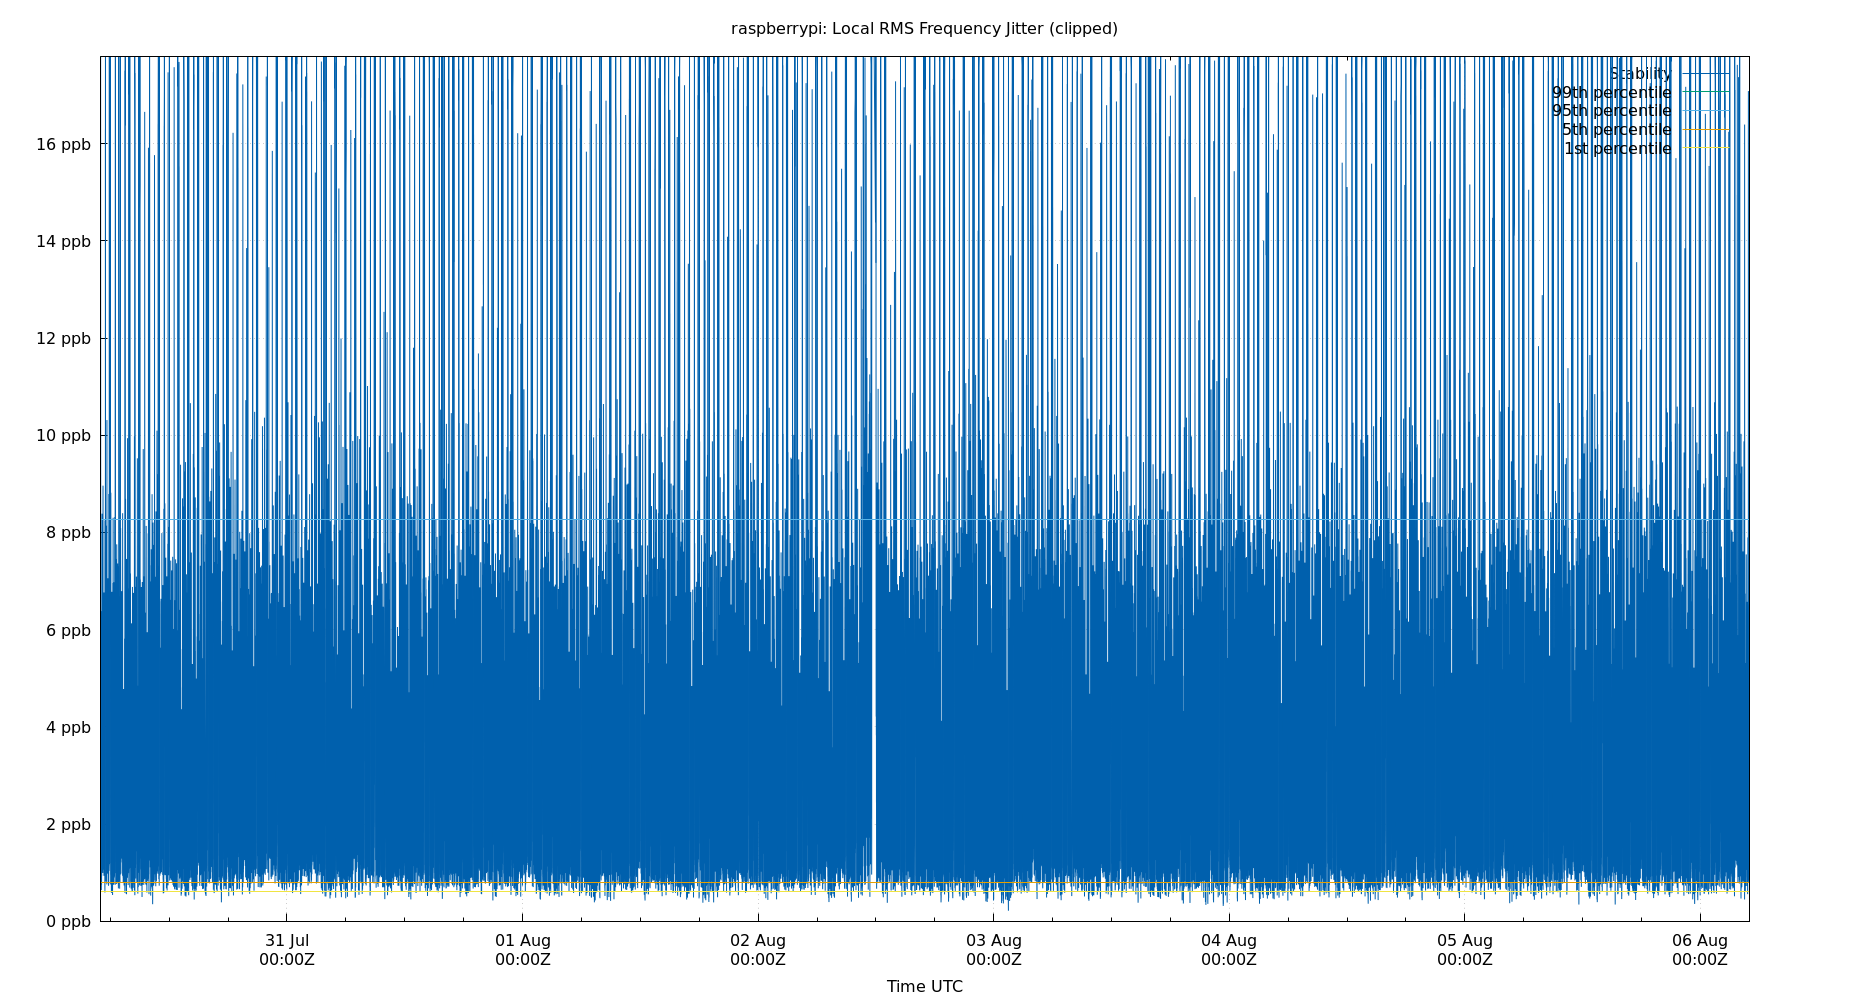 raspberrypi: Local RMS Frequency Jitter (clipped)
Stability
99th percentile
95th percentile
5th percentile
1st percentile
16 ppb
14 ppb
12 ppb
10 ppb
8 ppb
6 ppb
4 ppb
2 ppb
0 ppb
31 Jul 01 Aug 02 Aug 03 Aug 04 Aug 05 Aug 06 Aug
00:00Z 00:00Z 00:00Z 00:00Z 00:00Z 00:00Z 00:00Z
Time UTC